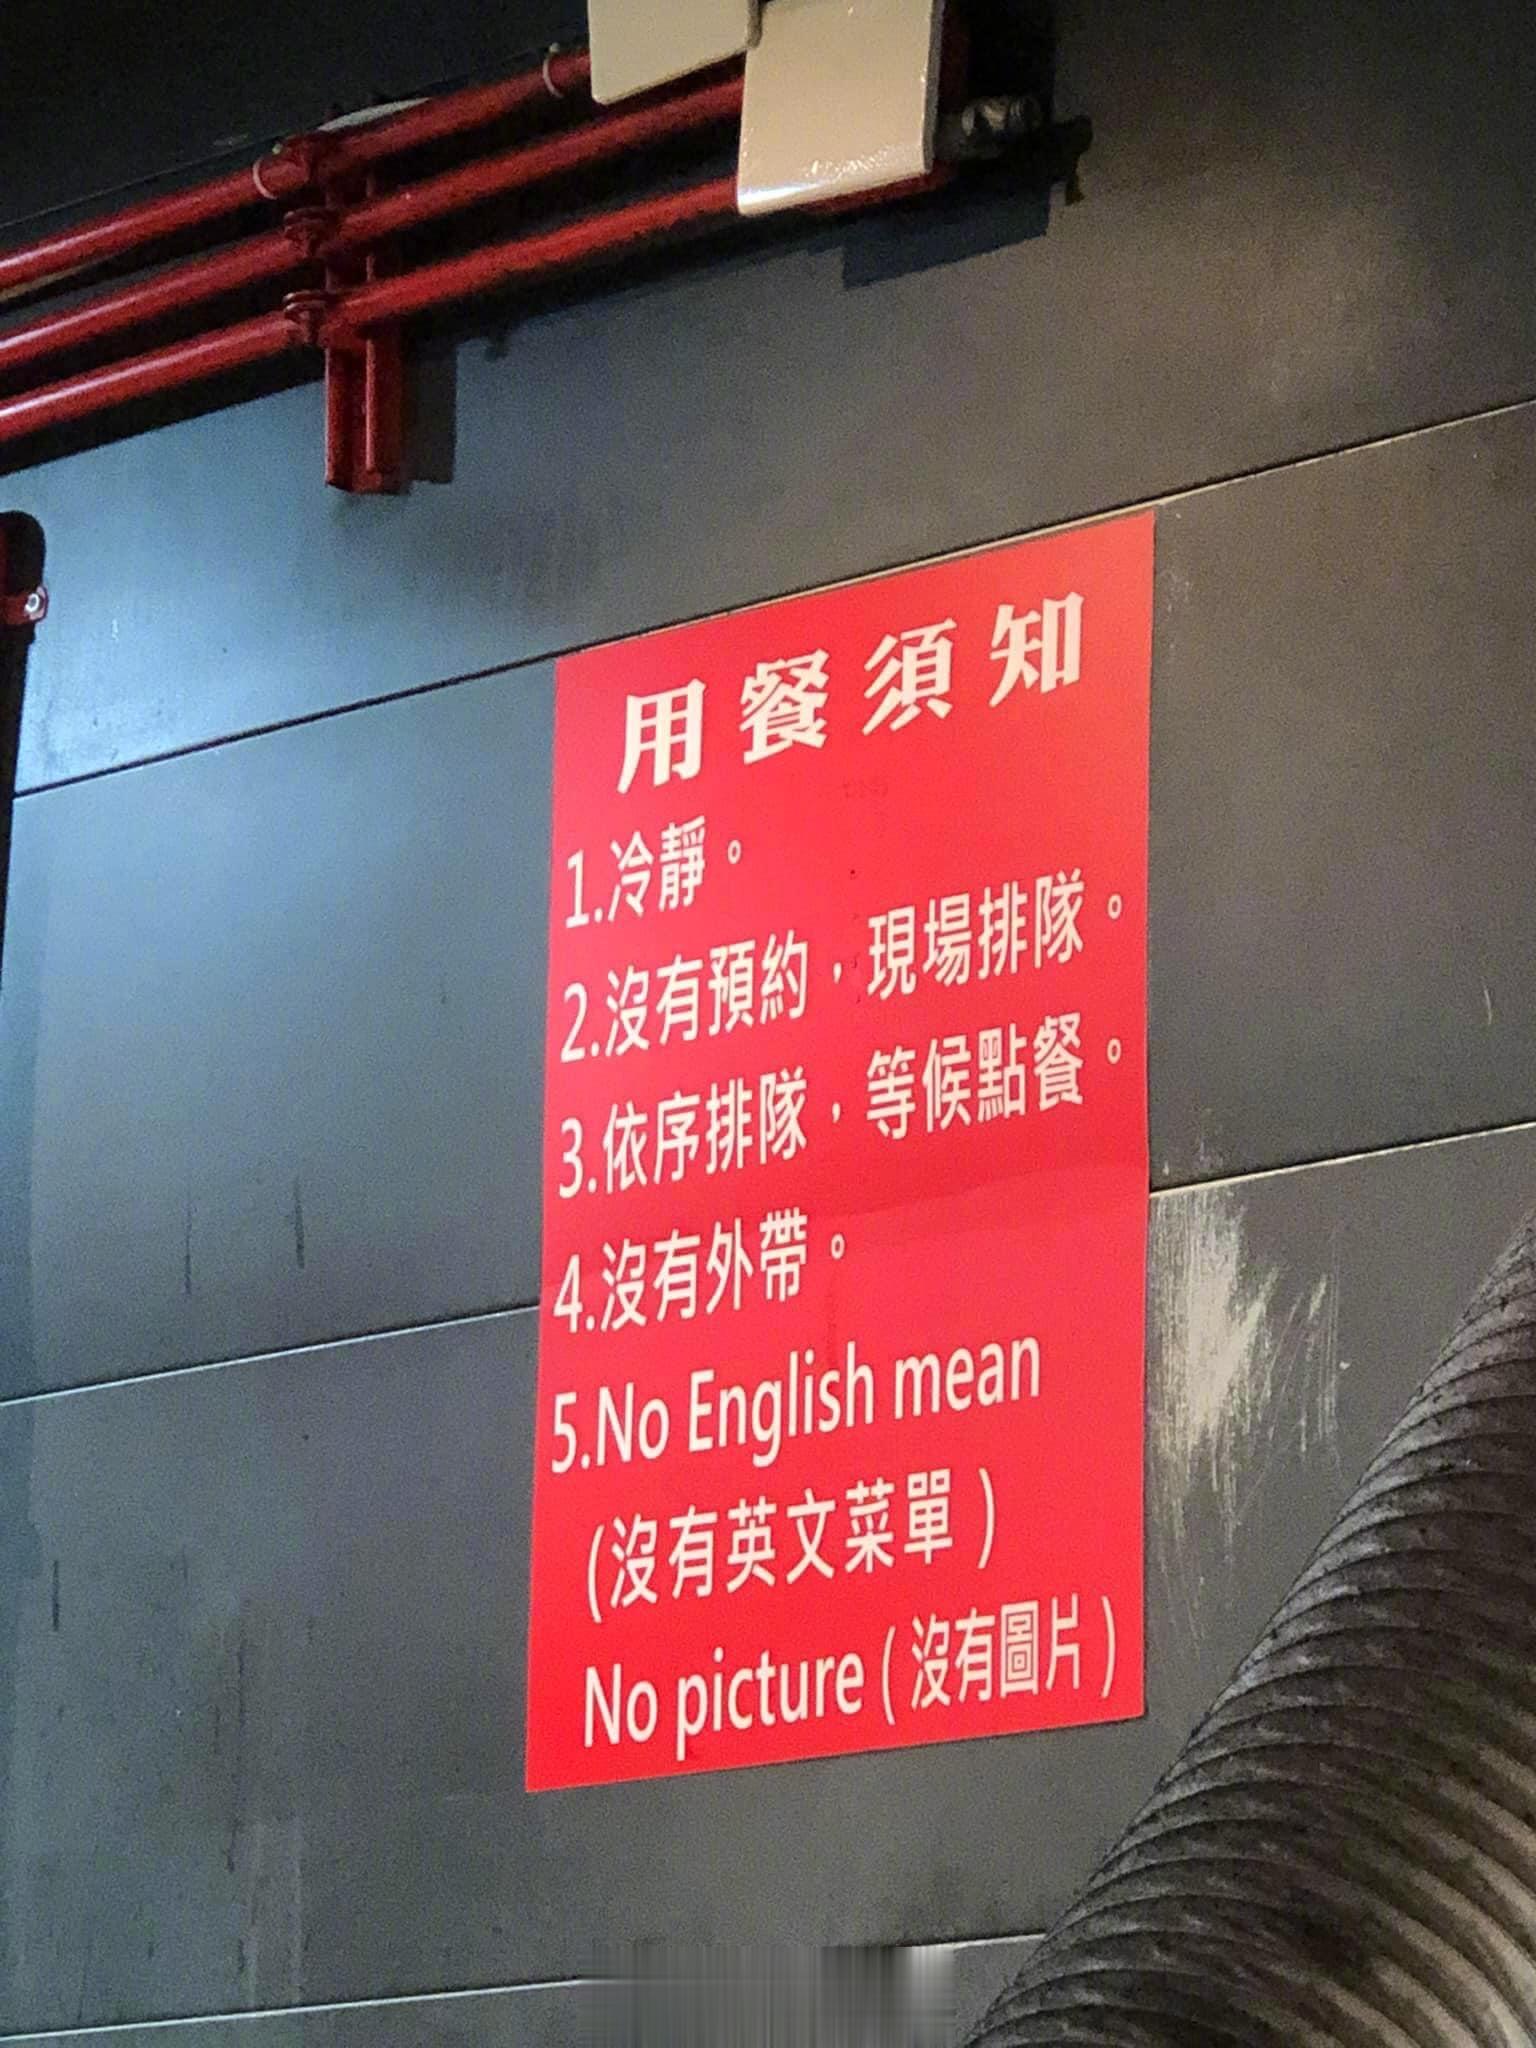 用餐須知
1.冷靜。
2.沒有預約，現場排隊。
3.依序排隊，等候點餐。
4.沒有外帶。
5.No English mean
(沒有英文菜單)
No picture(沒有圖片)